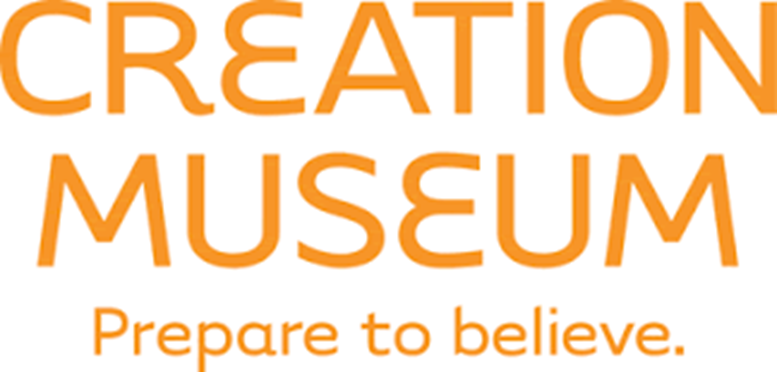 CREATION
MUSEUM
Prepare to believe.